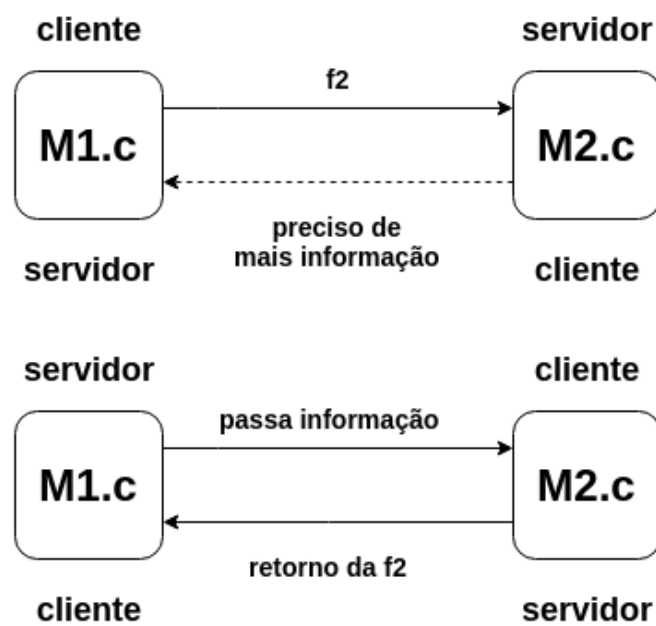 cliente
servidor
f2
M1.c
M2.c
preciso de
mais informação
servidor
cliente
servidor
cliente
passa informação
M1.c
M2.c
retorno da f2
cliente
servidor